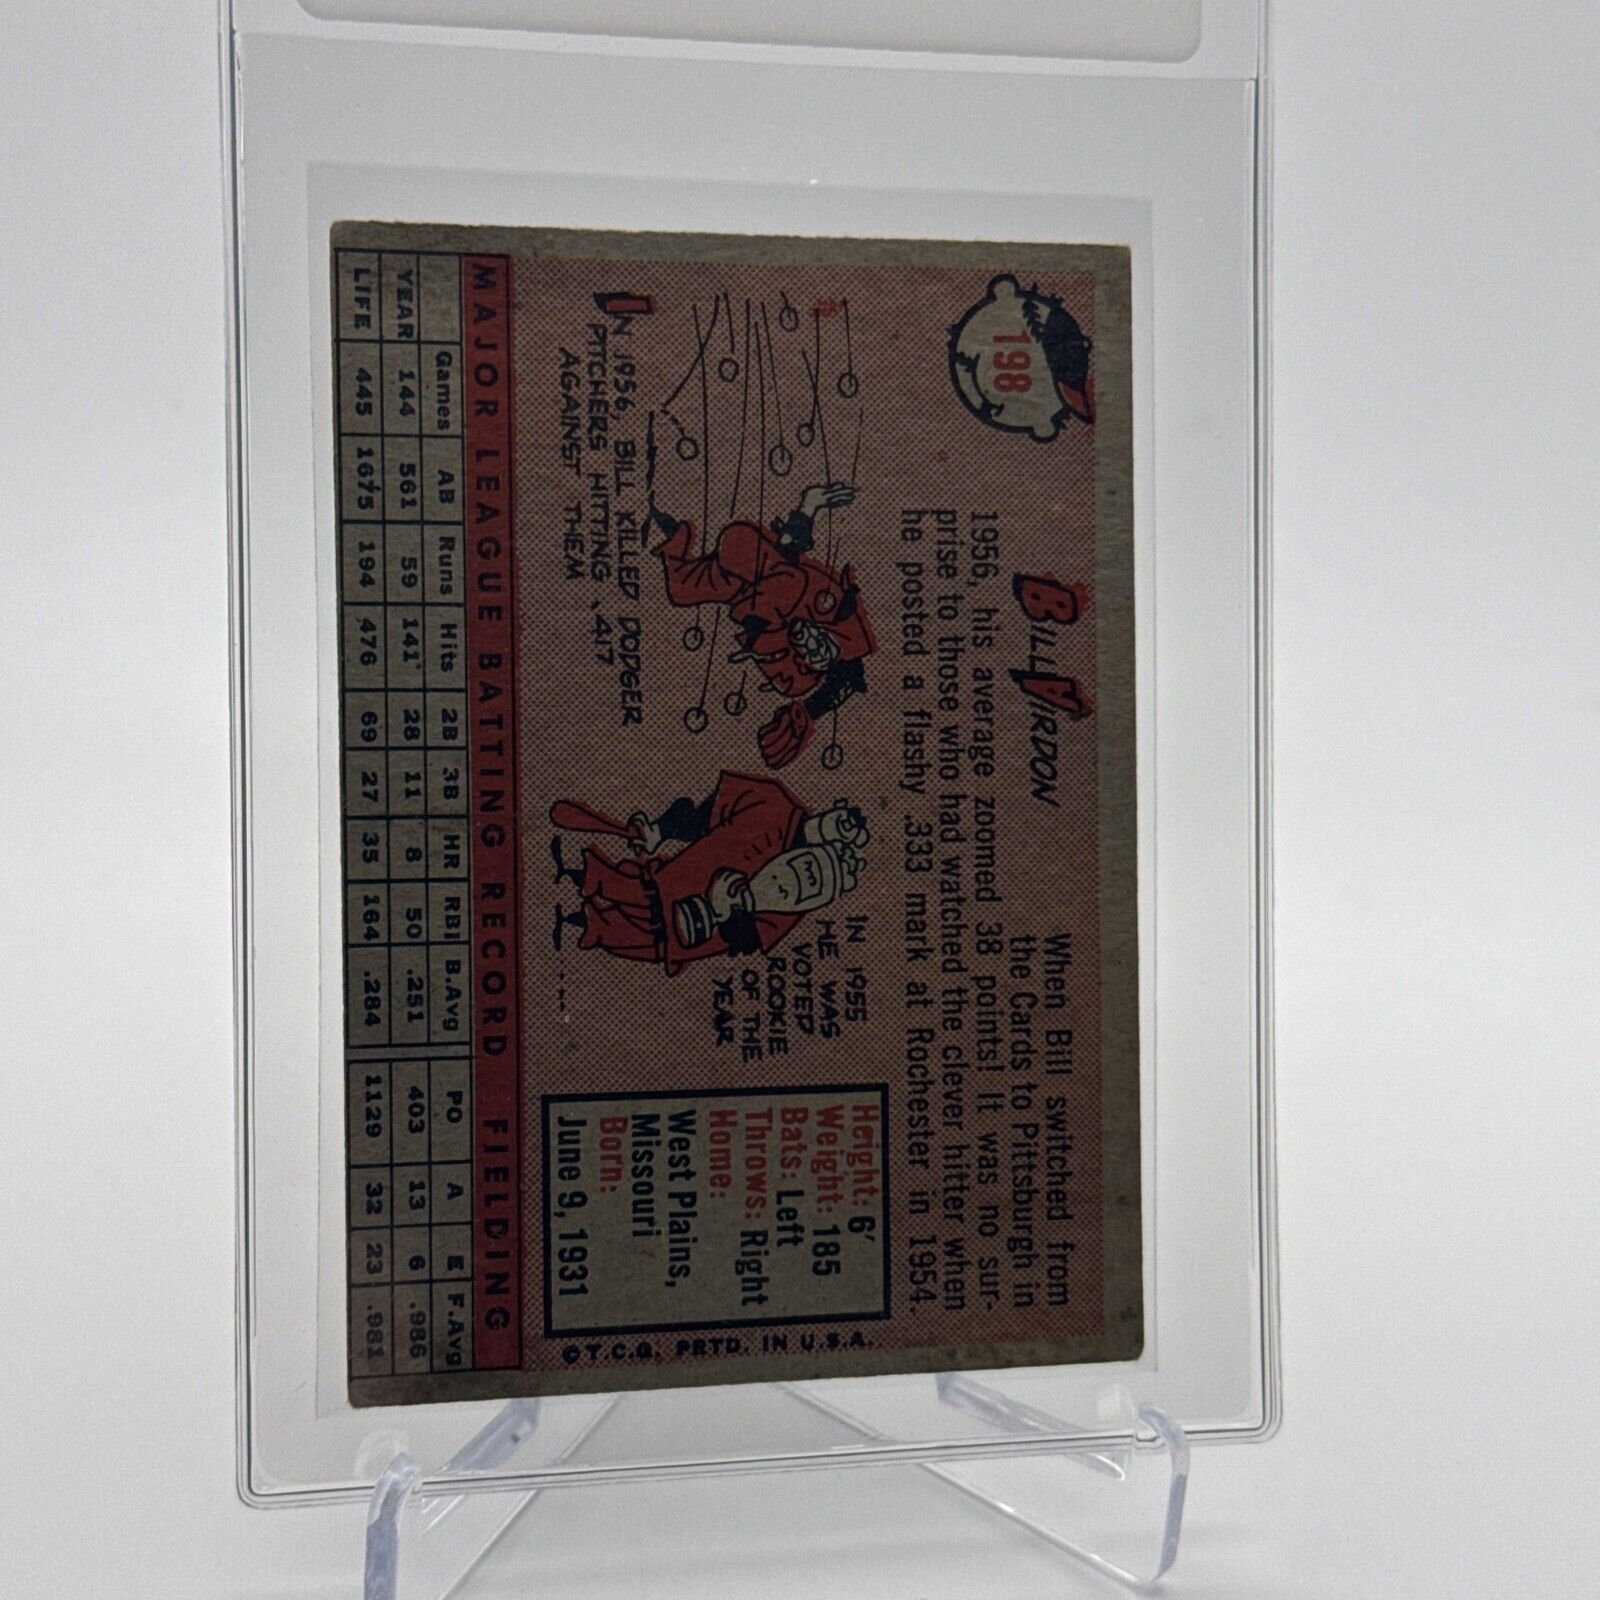 198
BILL VIRDON
When Bill switched from
the Cards to Pittsburgh in
1956, his average zoomed 38 points! It was no sur-
prise to those who had watched the clever hitter when
he posted a flashy .333 mark at Rochester in 1954.
IN 1956, BILL KILLED DODGER
PITCHERS HITTING .417
AGAINST THEM
IN 1955
HE WAS
VOTED
ROOKIE
OF THE
YEAR
Height: 6'
Weight: 185
Bats: Left
Throws: Right
Home:
West Plains,
Missouri
Born:
June 9, 1931
©T.C.G. PRTD. IN U.S.A.
MAJOR LEAGUE BATTING RECORD FIELDING
Games AB Runs Hits 2B 3B HR RBI B.Avg PO A E F.Avg
YEAR 144 561 59 141 28 11 8 50 .251 403 13 6 .986
LIFE 445 1675 194 476 69 27 35 164 .284 1129 32 23 .981